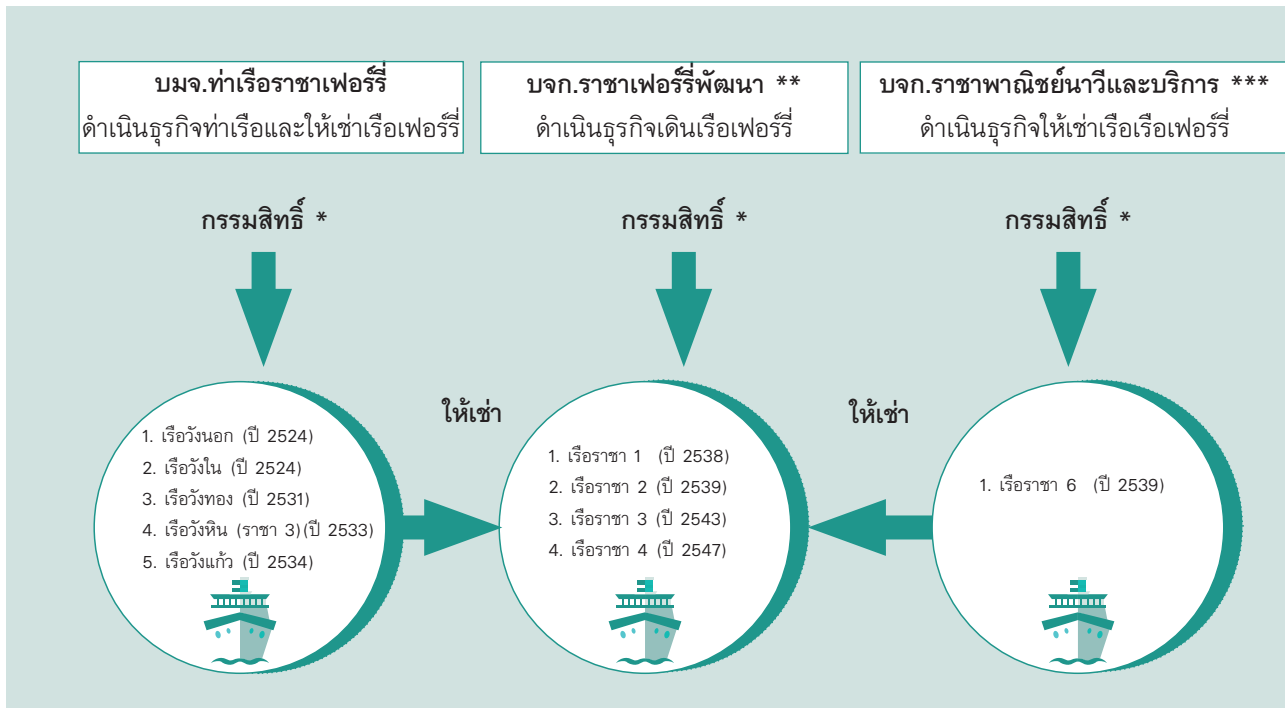 บมจ.ท่าเรือราชาเฟอร์รี่
ดำเนินธุรกิจท่าเรือและให้เช่าเรือเฟอร์รี่
บจก.ราชาเฟอร์รี่พัฒนา **
ดำเนินธุรกิจเดินเรือเฟอร์รี่
บจก.ราชาพาณิชย์นาวีและบริการ ***
ดำเนินธุรกิจให้เช่าเรือเรือเฟอร์รี่
กรรมสิทธิ์ *
กรรมสิทธิ์ *
กรรมสิทธิ์ *
1. เรือวังนอก (ปี 2524)
2. เรือวังใน (ปี 2524)
3. เรือวังทอง (ปี 2531)
4. เรือวังหิน (ราชา 3)(ปี 2533)
5. เรือวังแก้ว (ปี 2534)
ให้เช่า
1. เรือราชา 1 (ปี 2538)
2. เรือราชา 2 (ปี 2539)
3. เรือราชา 3 (ปี 2543)
4. เรือราชา 4 (ปี 2547)
ให้เช่า
1. เรือราชา 6 (ปี 2539)